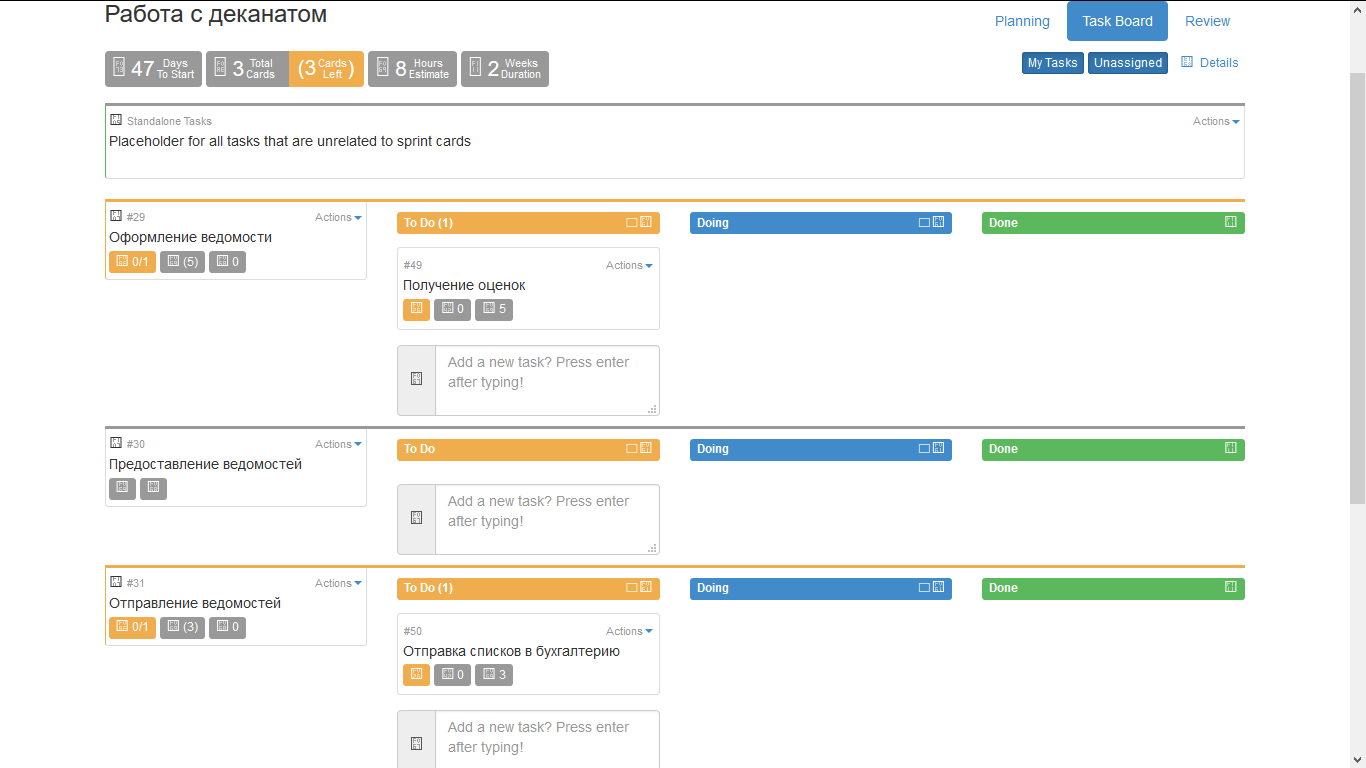 Работа с деканатом
Planning
Task Board
Review
47 Days To Start
3 Total Cards
(3 Cards Left )
8 Hours Estimate
2 Weeks Duration
My Tasks
Unassigned
Details
Standalone Tasks
Actions
Placeholder for all tasks that are unrelated to sprint cards
#29
Actions
Оформление ведомости
0/1 (5) 0
To Do (1)
Doing
Done
#49
Actions
Получение оценок
0 5
Add a new task? Press enter
after typing!
#30
Actions
Предоставление ведомостей
To Do
Doing
Done
Add a new task? Press enter
after typing!
#31
Actions
Отправление ведомостей
0/1 (3) 0
To Do (1)
Doing
Done
#50
Actions
Отправка списков в бухгалтерию
0 3
Add a new task? Press enter
after typing!